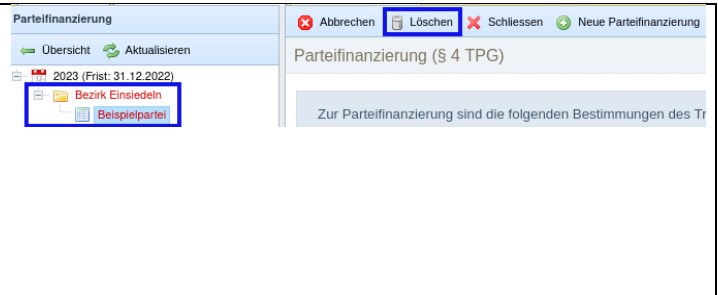 Parteifinanzierung
Übersicht Aktualisieren
2023 (Frist: 31.12.2022)
Bezirk Einsiedeln
Beispielpartei
Abbrechen Löschen Schliessen Neue Parteifinanzierung
Parteifinanzierung (§ 4 TPG)
Zur Parteifinanzierung sind die folgenden Bestimmungen des Tr